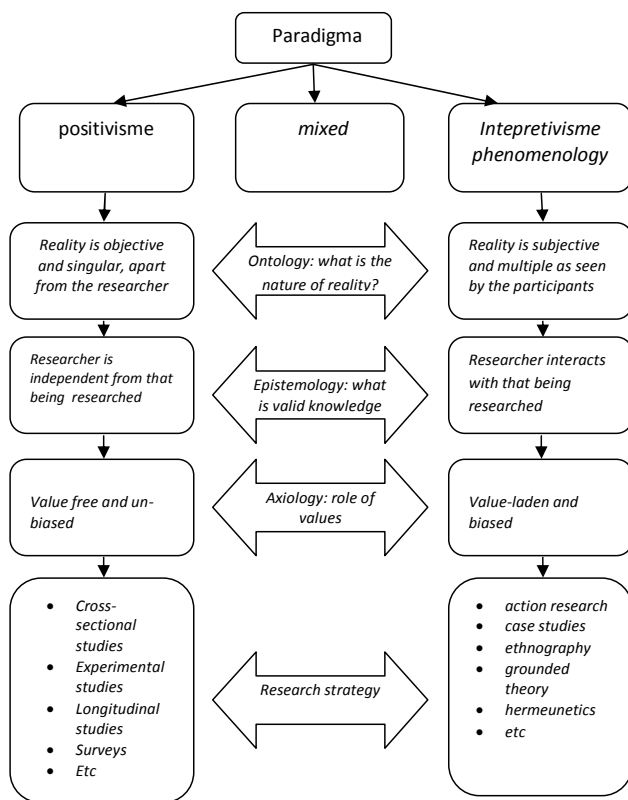 Paradigma
positivisme
mixed
Intepretivisme
phenomenology
Reality is objective
and singular, apart
from the researcher
Ontology: what is the
nature of reality?
Reality is subjective
and multiple as seen
by the participants
Researcher is
independent from that
being researched
Epistemology: what
is valid knowledge
Researcher interacts
with that being
researched
Value free and un-
biased
Axiology: role of
values
Value-laden and
biased
• Cross-
sectional
studies
• Experimental
studies
• Longitudinal
studies
• Surveys
• Etc
Research strategy
• action research
• case studies
• ethnography
• grounded
theory
• hermeunetics
• etc